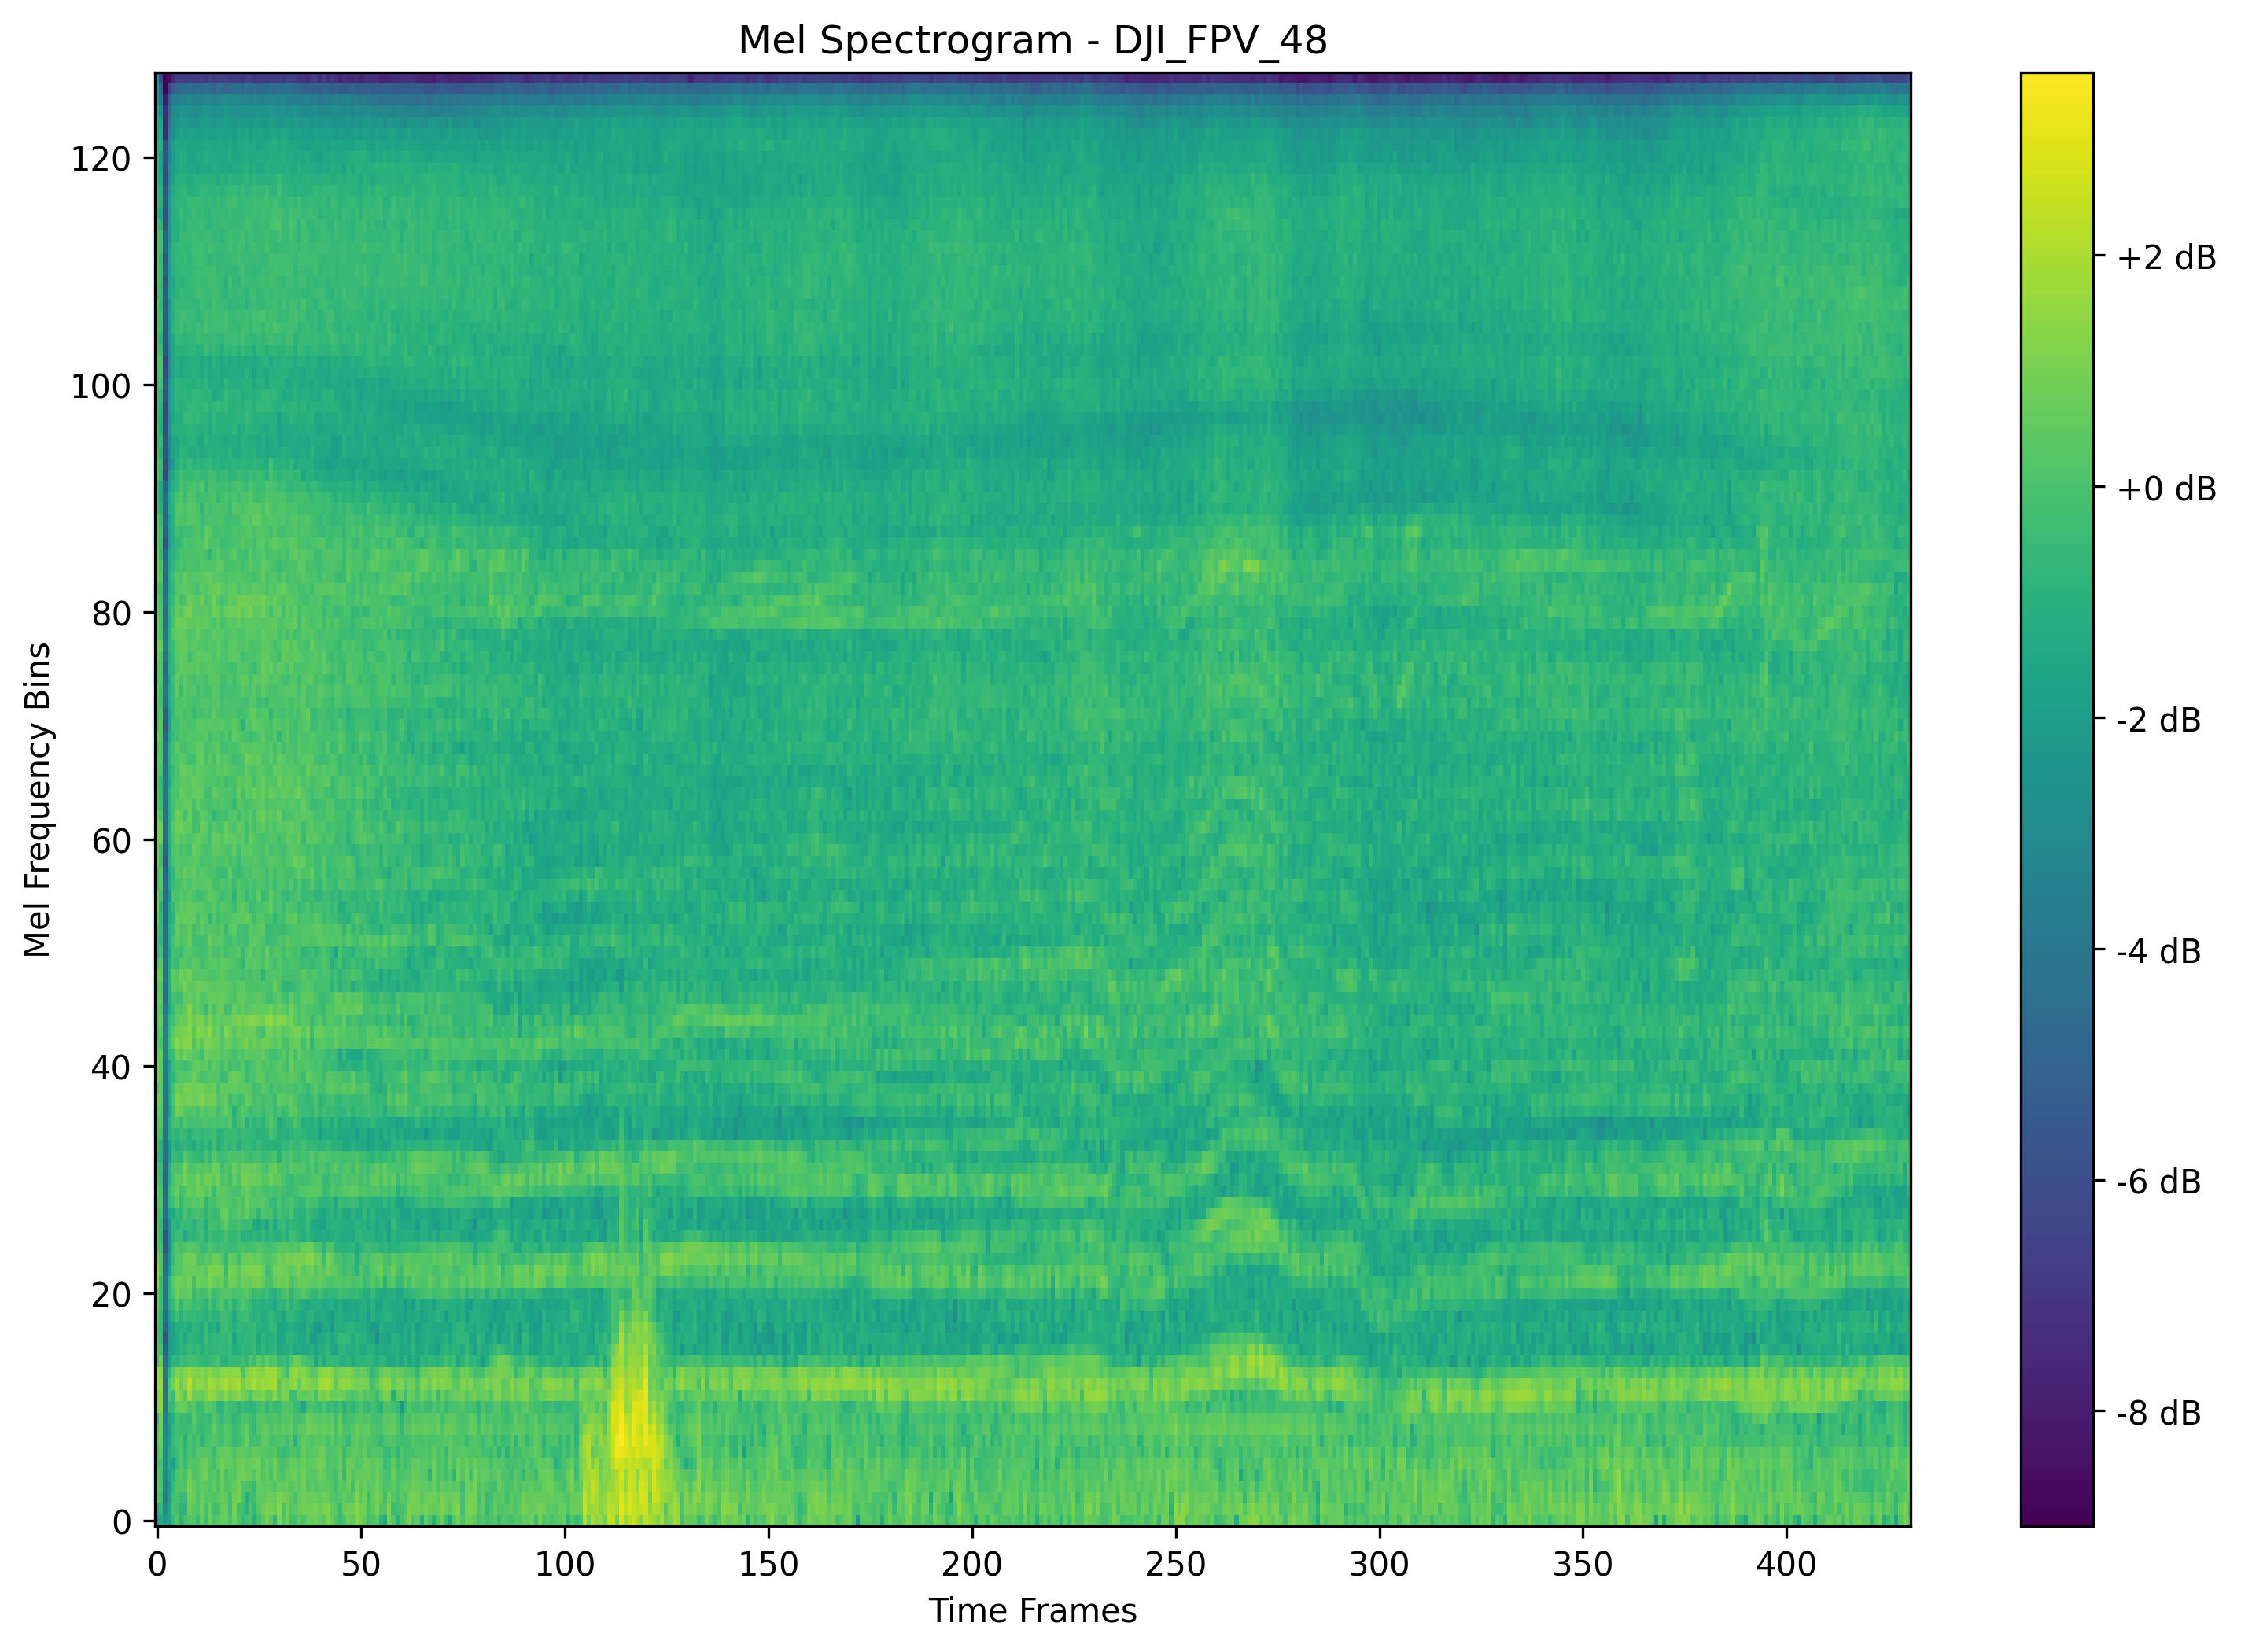 Mel Spectrogram - DJI_FPV_48
120
100
80
60
40
20
0
Mel Frequency Bins
0 50 100 150 200 250 300 350 400
Time Frames
+2 dB
+0 dB
-2 dB
-4 dB
-6 dB
-8 dB